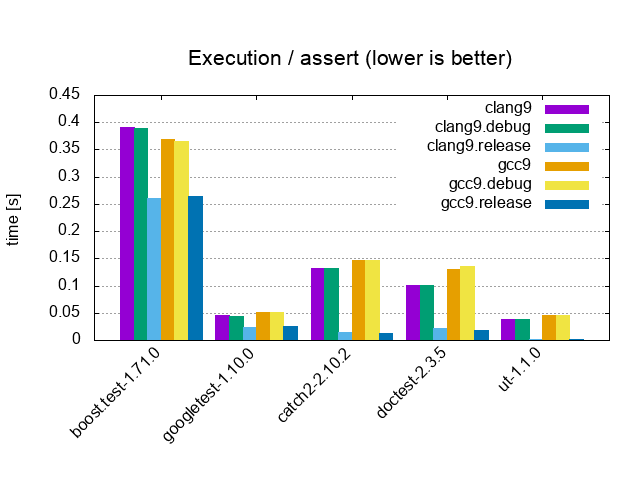 Execution / assert (lower is better)
time [s]
0.45
0.4
0.35
0.3
0.25
0.2
0.15
0.1
0.05
0
clang9
clang9.debug
clang9.release
gcc9
gcc9.debug
gcc9.release
boost.test-1.71.0
googletest-1.10.0
catch2-2.10.2
doctest-2.3.5
ut-1.1.0